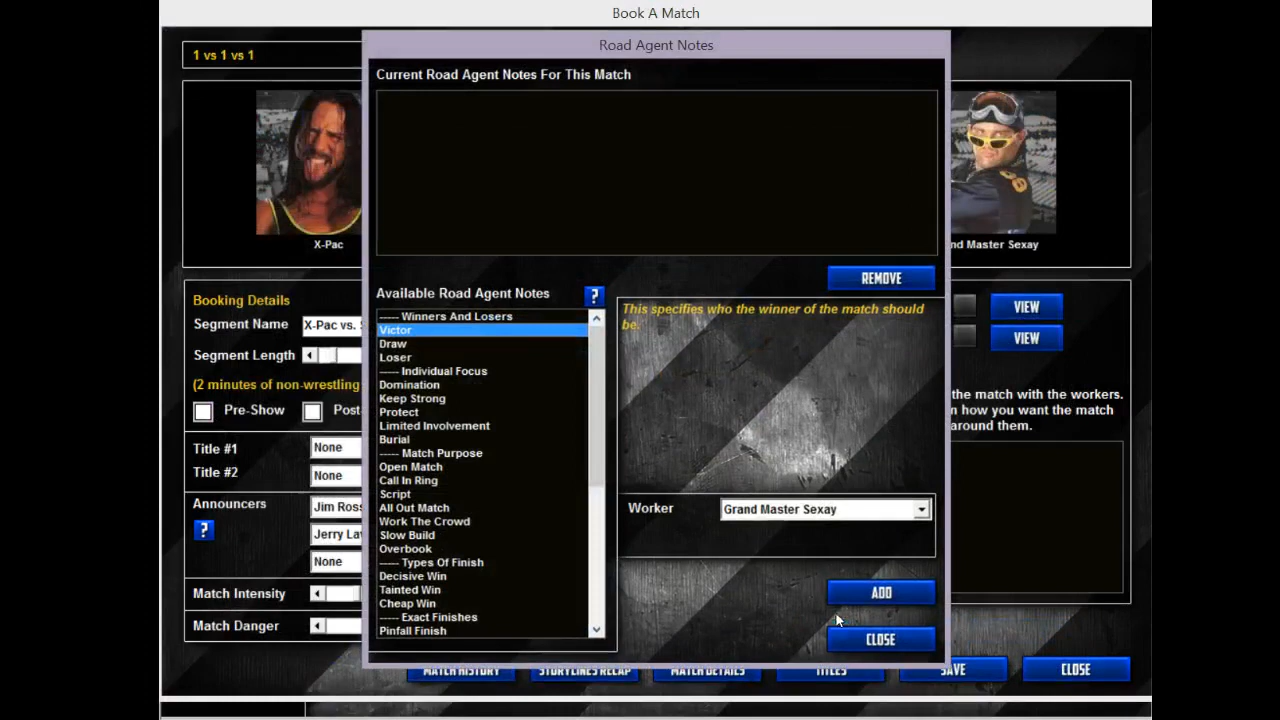 Book A Match
Road Agent Notes
1 vs 1 vs 1
Current Road Agent Notes For This Match
X-Pac
nd Master Sexay
REMOVE
Booking Details
Segment Name
X-Pac vs.
Segment Length
(2 minutes of non-wrestling
Pre-Show
Post
Title #1
None
Title #2
None
Announcers
Jim Ross
?
Jerry La
None
Match Intensity
Match Danger
Available Road Agent Notes
?
----- Winners And Losers
Victor
Draw
Loser
----- Individual Focus
Domination
Keep Strong
Protect
Limited Involvement
Burial
----- Match Purpose
Open Match
Call In Ring
Script
All Out Match
Work The Crowd
Slow Build
Overbook
----- Types Of Finish
Decisive Win
Tainted Win
Cheap Win
----- Exact Finishes
Pinfall Finish
This specifies who the winner of the match should
be.
Worker
Grand Master Sexay
ADD
CLOSE
VIEW
VIEW
the match with the workers.
n how you want the match
around them.
MATCH HISTORY
STORYLINES RECAP
MATCH DETAILS
TITLES
SAVE
CLOSE